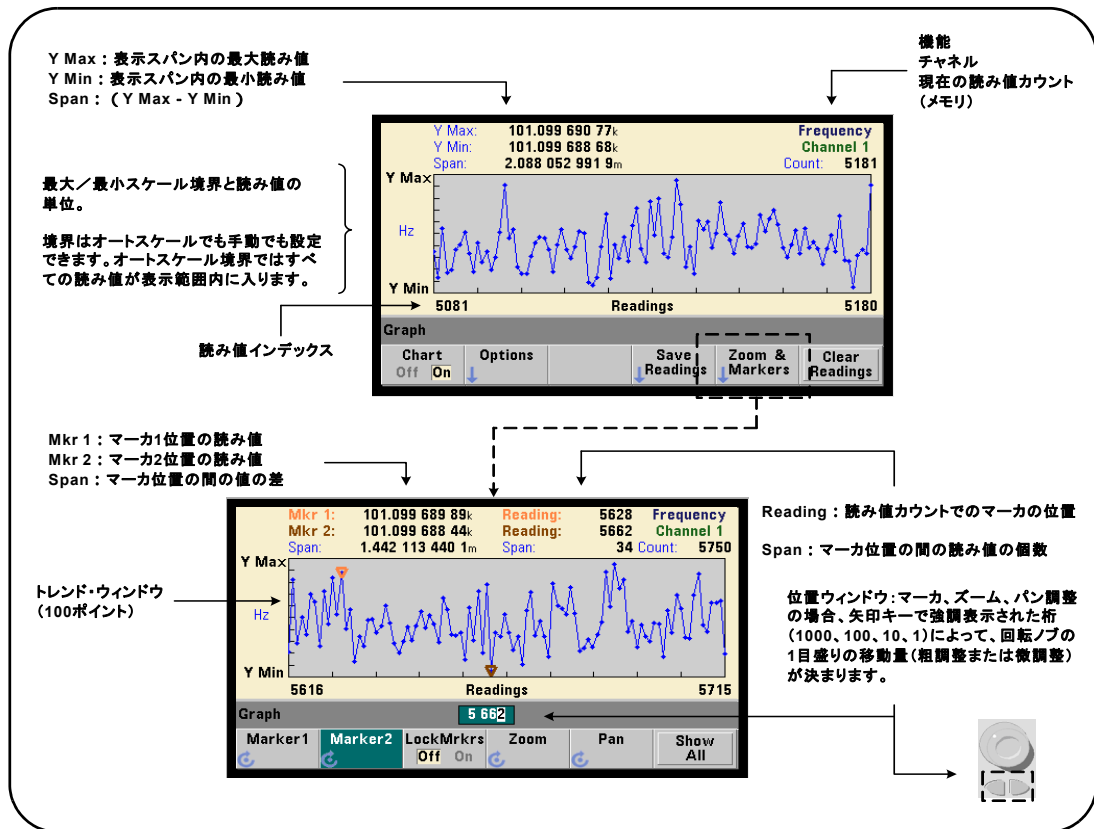 Y Max : 表示スパン内の最大読み値
Y Min : 表示スパン内の最小読み値
Span : ( Y Max - Y Min )
機能
チャネル
現在の読み値カウント
(メモリ)
Y Max: 101.099 690 77k Frequency
Y Min: 101.099 688 68k Channel 1
Span: 2.088 052 991 9m Count: 5181
Y Max
Hz
Y Min
5081 Readings 5180
Graph
Chart Options Save Zoom & Clear
Off On Readings Markers Readings
最大／最小スケール境界と読み値の
単位。
境界はオートスケールでも手動でも設定
できます。オートスケール境界ではすべ
ての読み値が表示範囲内に入ります。
読み値インデックス
Mkr 1 : マーカ1位置の読み値
Mkr 2 : マーカ2位置の読み値
Span : マーカ位置の間の値の差
Mkr 1: 101.099 689 89k Reading: 5628 Frequency
Mkr 2: 101.099 688 44k Reading: 5662 Channel 1
Span: 1.442 113 440 1m Span: 34 Count: 5750
Y Max
Hz
Y Min
5616 Readings 5715
Graph 5 662
Marker1 Marker2 LockMrkrs Zoom Pan Show
Off On All
トレンド・ウィンドウ
(100ポイント)
Reading : 読み値カウントでのマーカの位置
Span : マーカ位置の間の読み値の個数
位置ウィンドウ:マーカ、ズーム、パン調整
の場合、矢印キーで強調表示された桁
(1000、100、10、1)によって、回転ノブの
1目盛りの移動量(粗調整または微調整)
が決まります。